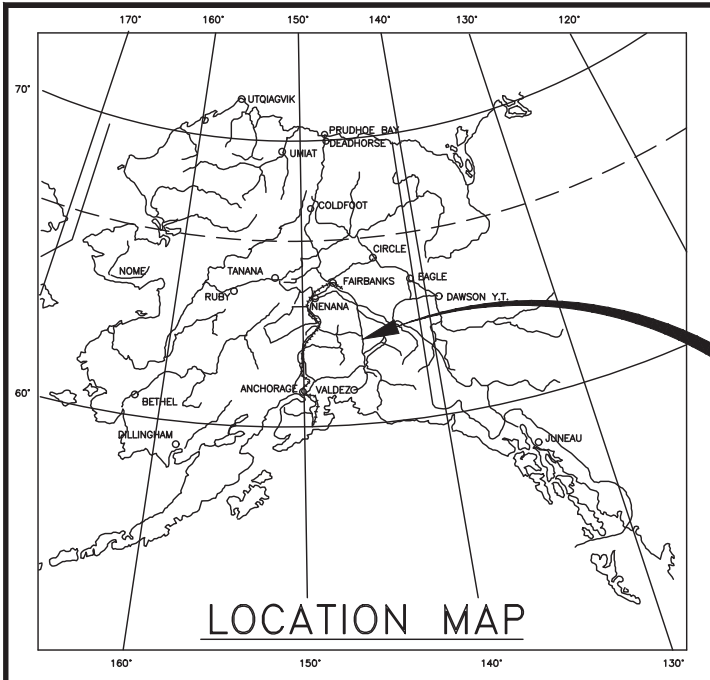 170° 160° 150° 140° 130° 120°
70°
UTQIAGVIK
PRUDHOE BAY
DEADHORSE
UMIAT
COLDFOOT
CIRCLE
NOME
TANANA
FAIRBANKS
EAGLE
RUBY
NENANA
DAWSON Y.T.
60°
ANCHORAGE
VALDEZ
BETHEL
DILLINGHAM
JUNEAU
LOCATION MAP
160° 150° 140° 130°